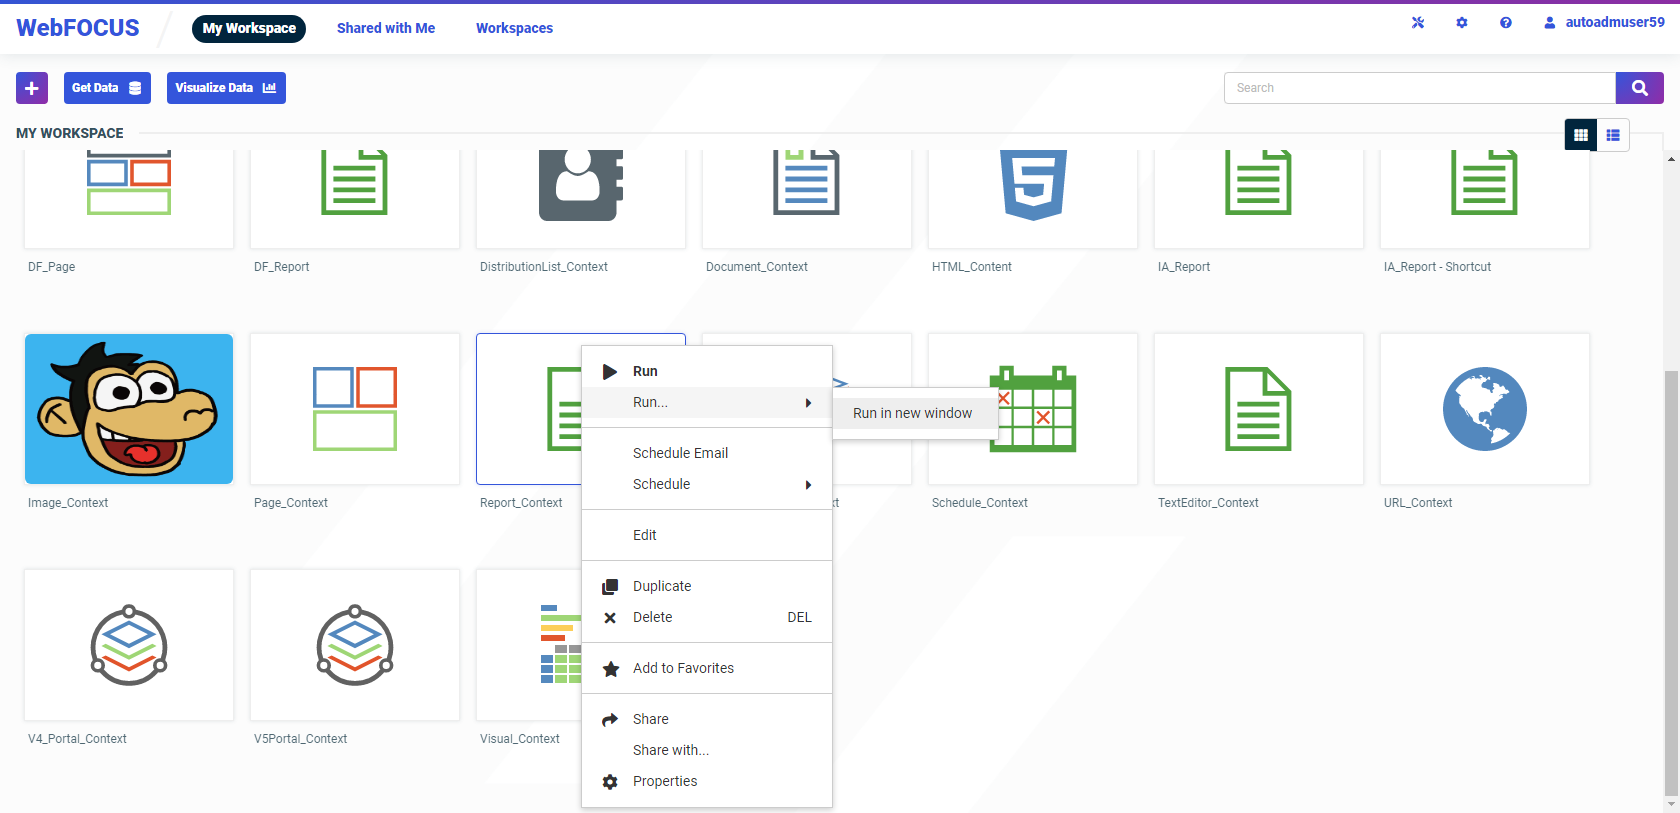 WebFOCUS
My Workspace
Shared with Me
Workspaces
autoadmuser59
Get Data
Visualize Data
Search
MY WORKSPACE
DF_Page
DF_Report
DistributionList_Context
Document_Context
HTML_Content
IA_Report
IA_Report - Shortcut
Image_Context
Page_Context
Report_Context
xt
Schedule_Context
TextEditor_Context
URL_Context
V4_Portal_Context
V5Portal_Context
Visual_Context
Run
Run...
Run in new window
Schedule Email
Schedule
Edit
Duplicate
Delete DEL
Add to Favorites
Share
Share with...
Properties